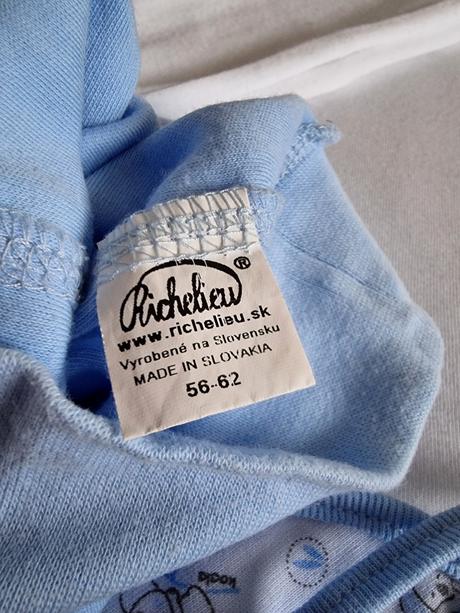 Richelieu®
www.richelieu.sk
Vyrobené na Slovensku
MADE IN SLOVAKIA
56-62